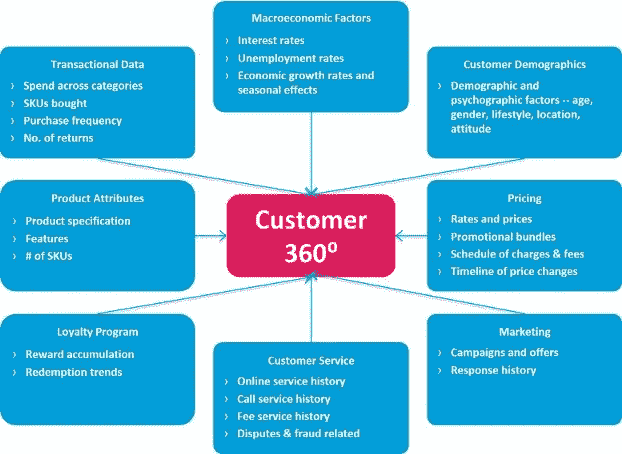 Macroeconomic Factors
› Interest rates
› Unemployment rates
› Economic growth rates and
seasonal effects
Transactional Data
› Spend across categories
› SKUs bought
› Purchase frequency
› No. of returns
Customer Demographics
› Demographic and
psychographic factors -- age,
gender, lifestyle, location,
attitude
Product Attributes
› Product specification
› Features
› # of SKUs
Customer
360⁰
Pricing
› Rates and prices
› Promotional bundles
› Schedule of charges & fees
› Timeline of price changes
Loyalty Program
› Reward accumulation
› Redemption trends
Customer Service
› Online service history
› Call service history
› Fee service history
› Disputes & fraud related
Marketing
› Campaigns and offers
› Response history